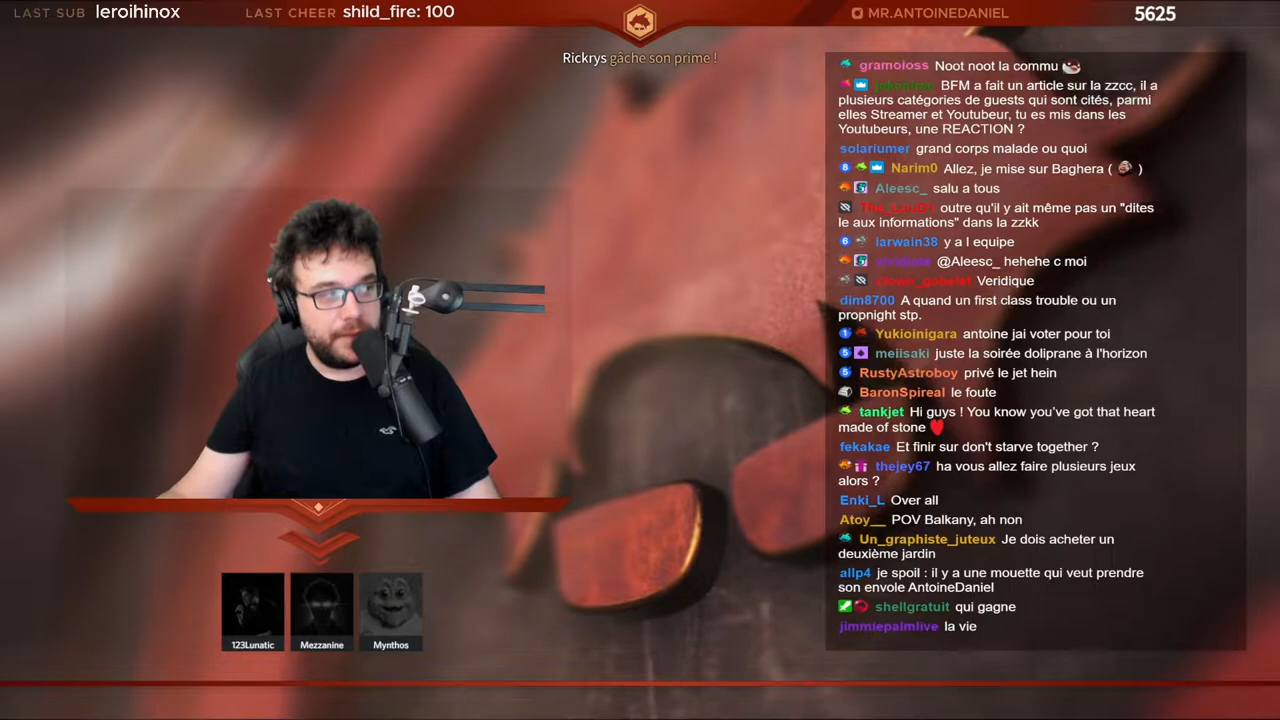 LAST SUB leroihinox LAST CHEER shild_fire: 100 MR.ANTOINEDANIEL 5625
Rickrys gâche son prime !
gramoloss Noot noot la commu
BFM a fait un article sur la zzcc, il a
plusieurs catégories de guests qui sont cités, parmi
elles Streamer et Youtubeur, tu es mis dans les
Youtubeurs, une REACTION ?
solariumer grand corps malade ou quoi
8 Narim0 Allez, je mise sur Baghera ( )
Aleesc_ salu a tous
outre qu'il y ait même pas un "dites
le aux informations" dans la zzkk
6 iarwain38 y a l equipe
@Aleesc_ hehehe c moi
clown_gobelet Veridique
dim8700 A quand un first class trouble ou un
propnight stp.
1 Yukioinigara antoine jai voter pour toi
5 meiisaki juste la soirée doliprane à l'horizon
5 RustyAstroboy privé le jet hein
BaronSpireal le foute
tankjet Hi guys ! You know you've got that heart
made of stone
fekakae Et finir sur don't starve together ?
thejey67 ha vous allez faire plusieurs jeux
alors ?
Enki_L Over all
Atoy__ POV Balkany, ah non
Un_graphiste_juteux Je dois acheter un
deuxième jardin
allp4 je spoil : il y a une mouette qui veut prendre
son envole AntoineDaniel
shellgratuit qui gagne
jimmiepalmlive la vie
123Lunatic Mezzanine Mynthos